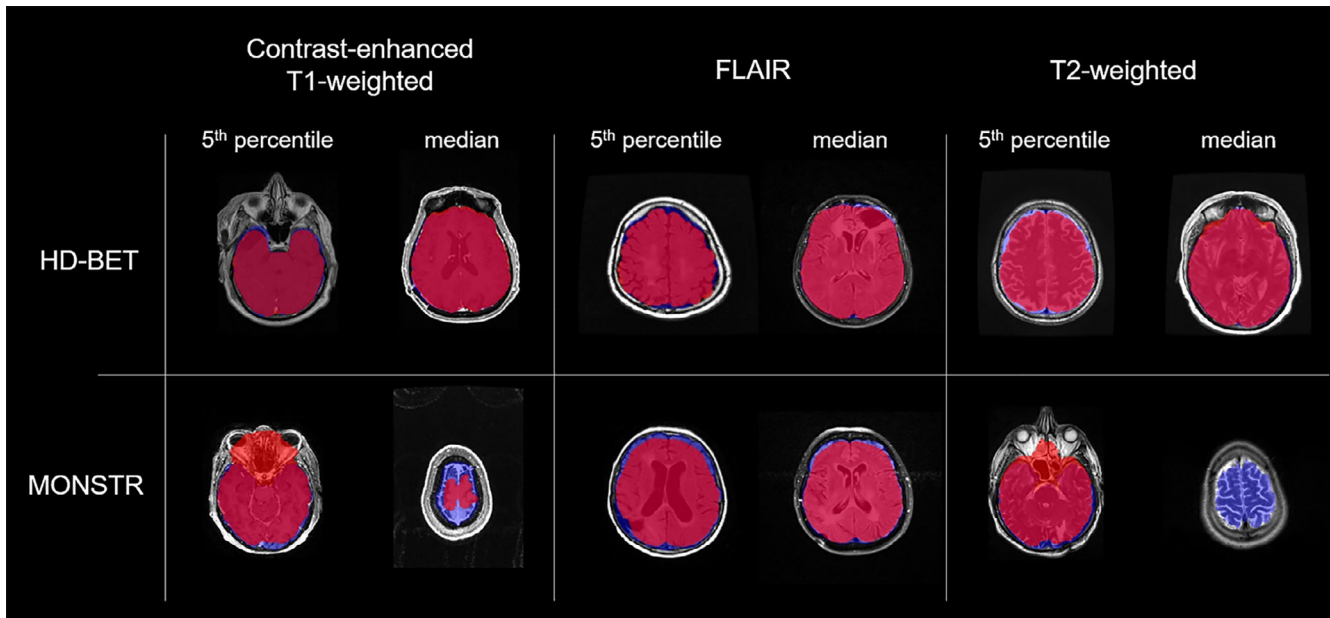 Contrast-enhanced
T1-weighted
FLAIR
T2-weighted
5th percentile
median
5th percentile
median
5th percentile
median
HD-BET
MONSTR